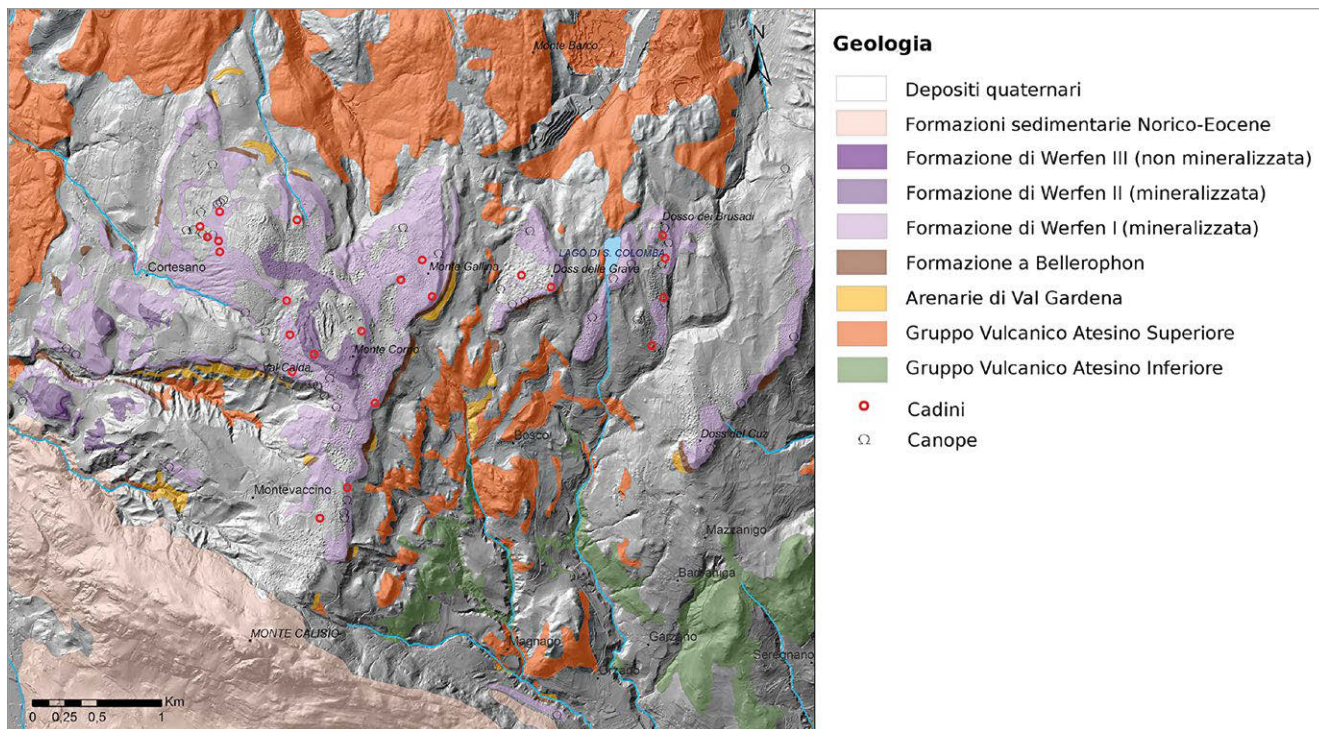 Monte Barco
N
Dosso dei Brusadi
LAGO DI S. COLOMBA
Monte Gallina
Doss delle Grave
Cortesano
Monte Corno
Val Calda
Bosco
Doss del Cuz
Montevaccino
Mazzanigo
MONTE CALISIO
Magnago
Garzano
Seregnano
Km
0 0,25 0,5 1
Geologia
Depositi quaternari
Formazioni sedimentarie Norico-Eocene
Formazione di Werfen III (non mineralizzata)
Formazione di Werfen II (mineralizzata)
Formazione di Werfen I (mineralizzata)
Formazione a Bellerophon
Arenarie di Val Gardena
Gruppo Vulcanico Atesino Superiore
Gruppo Vulcanico Atesino Inferiore
Cadini
Ω Canope